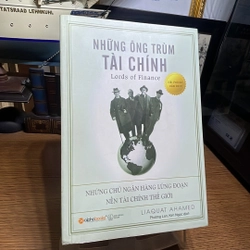 NHỮNG ÔNG TRÙM
TÀI CHÍNH
Lords of Finance
NHỮNG CHỦ NGÂN HÀNG LŨNG ĐOẠN
NỀN TÀI CHÍNH THẾ GIỚI
LIAQUAT AHAMED